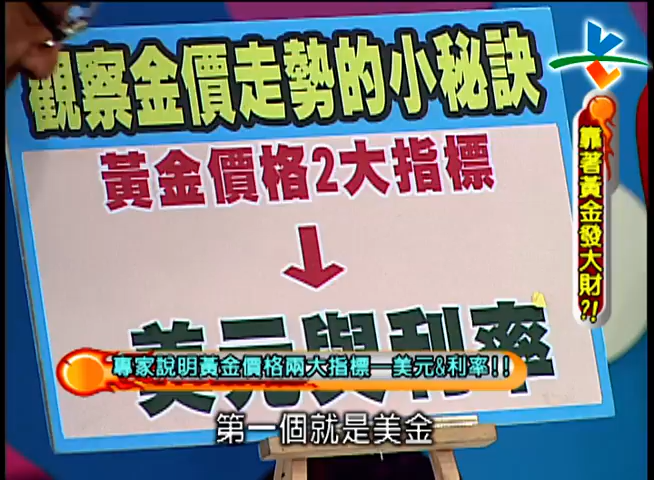 觀察金價走勢的小秘訣
黃金價格2大指標
美元與利率
專家說明黃金價格兩大指標—美元&利率!!
第一個就是美金
靠著黃金發大財?!